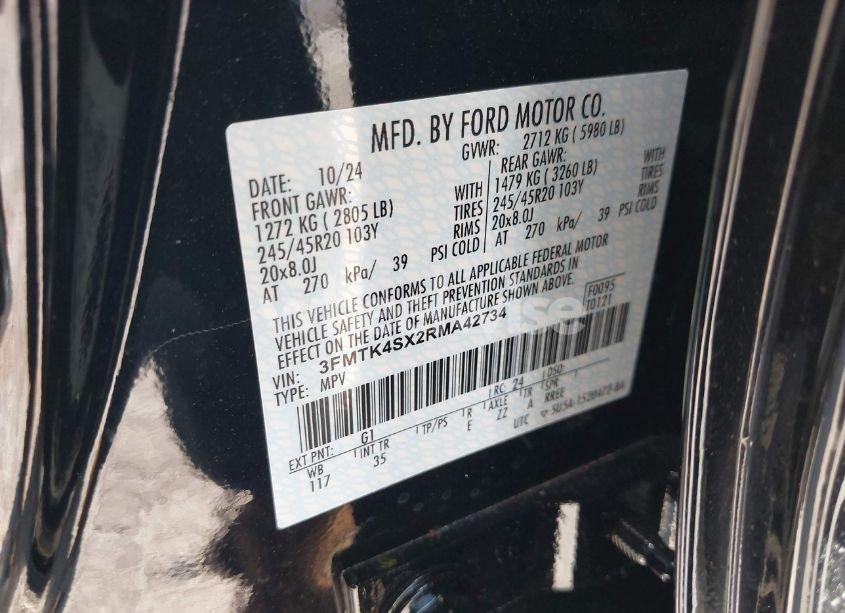 MFD. BY FORD MOTOR CO.
DATE: 10/24 GVWR: 2712 KG ( 5980 LB)
FRONT GAWR: REAR GAWR:
1272 KG ( 2805 LB) WITH 1479 KG ( 3260 LB) WITH
245/45R20 103Y TIRES 245/45R20 103Y TIRES
20x8.0J RIMS 20x8.0J RIMS
AT 270 kPa/ 39 PSI COLD AT 270 kPa/ 39 PSI COLD
THIS VEHICLE CONFORMS TO ALL APPLICABLE FEDERAL MOTOR
VEHICLE SAFETY AND THEFT PREVENTION STANDARDS IN
EFFECT ON THE DATE OF MANUFACTURE SHOWN ABOVE.
F0095
VIN: 3FMTK4SX2RMA42734 T0121
TYPE: MPV
EXT PNT: G1 RC: 24 DSO:
WB INT TR TP/PS R AXLE TR SPR
117 35 E ZZ A RREE
UTC